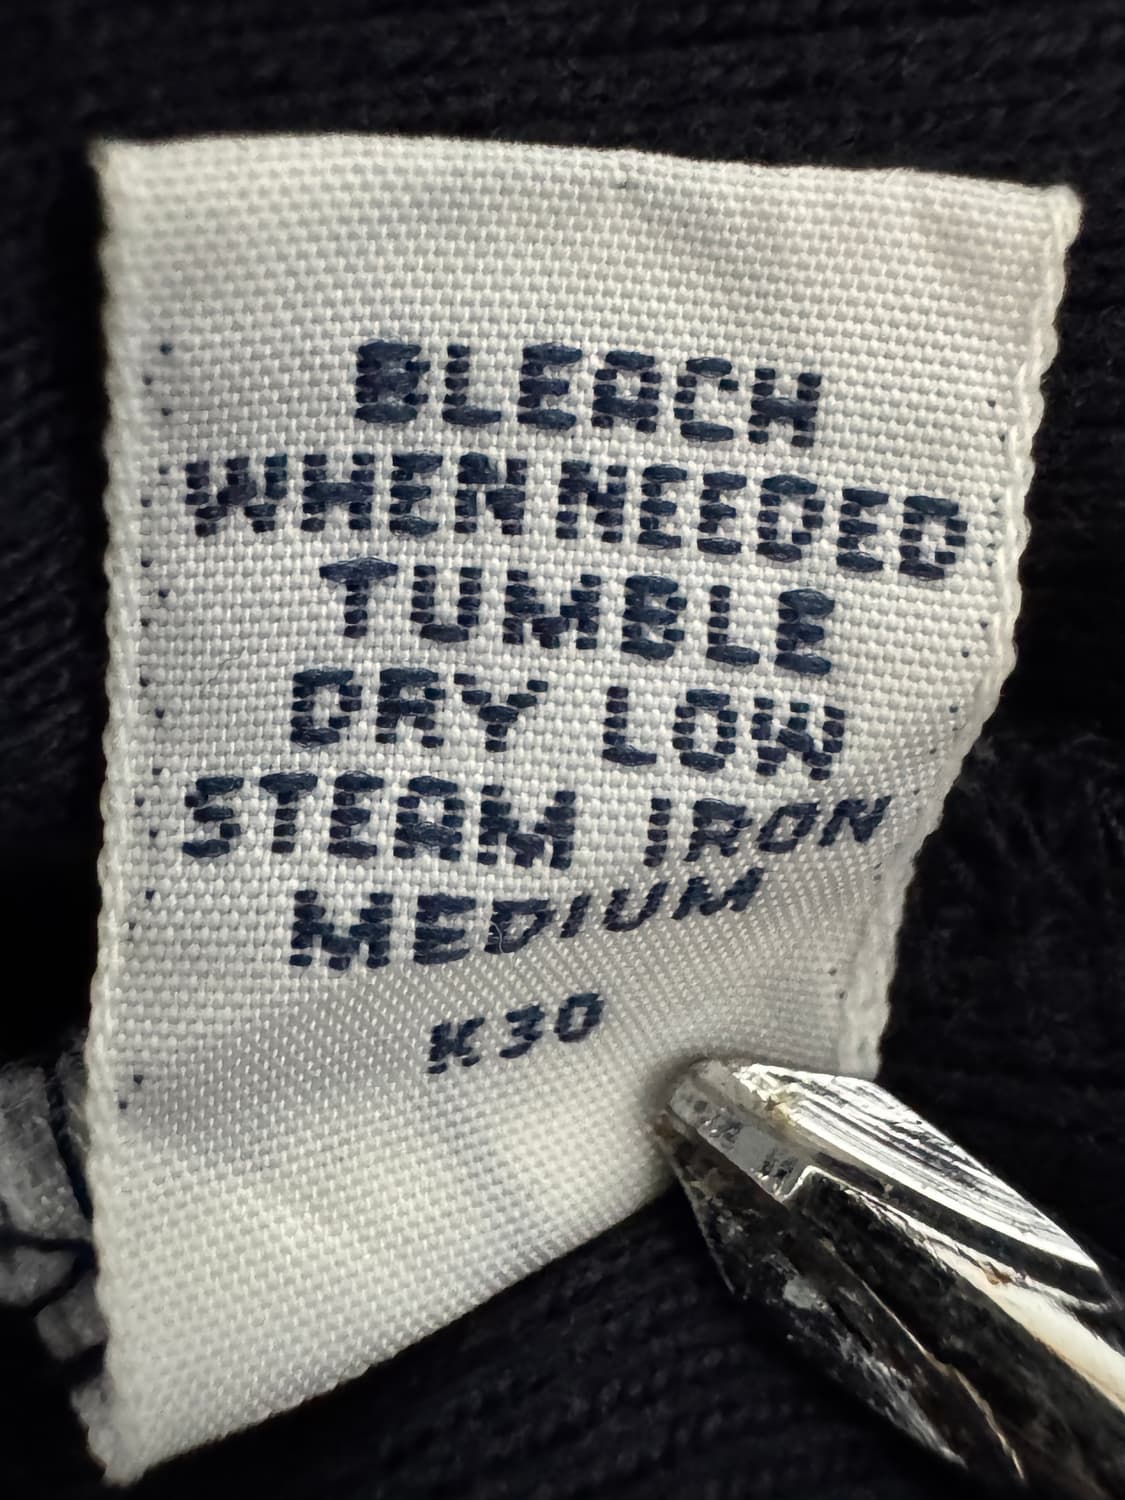 BLEACH
WHEN NEEDED
TUMBLE
DRY LOW
STEAM IRON
MEDIUM
K30